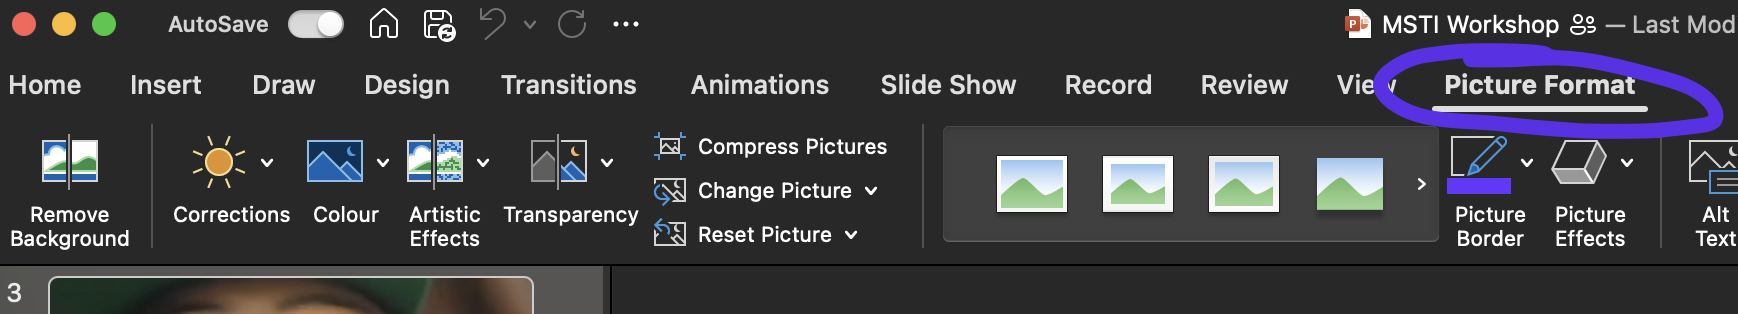 AutoSave
MSTI Workshop — Last Mod
Home Insert Draw Design Transitions Animations Slide Show Record Review View Picture Format
Remove Background
Corrections
Colour
Artistic Effects
Transparency
Compress Pictures
Change Picture
Reset Picture
Picture Border
Picture Effects
Alt Text
3